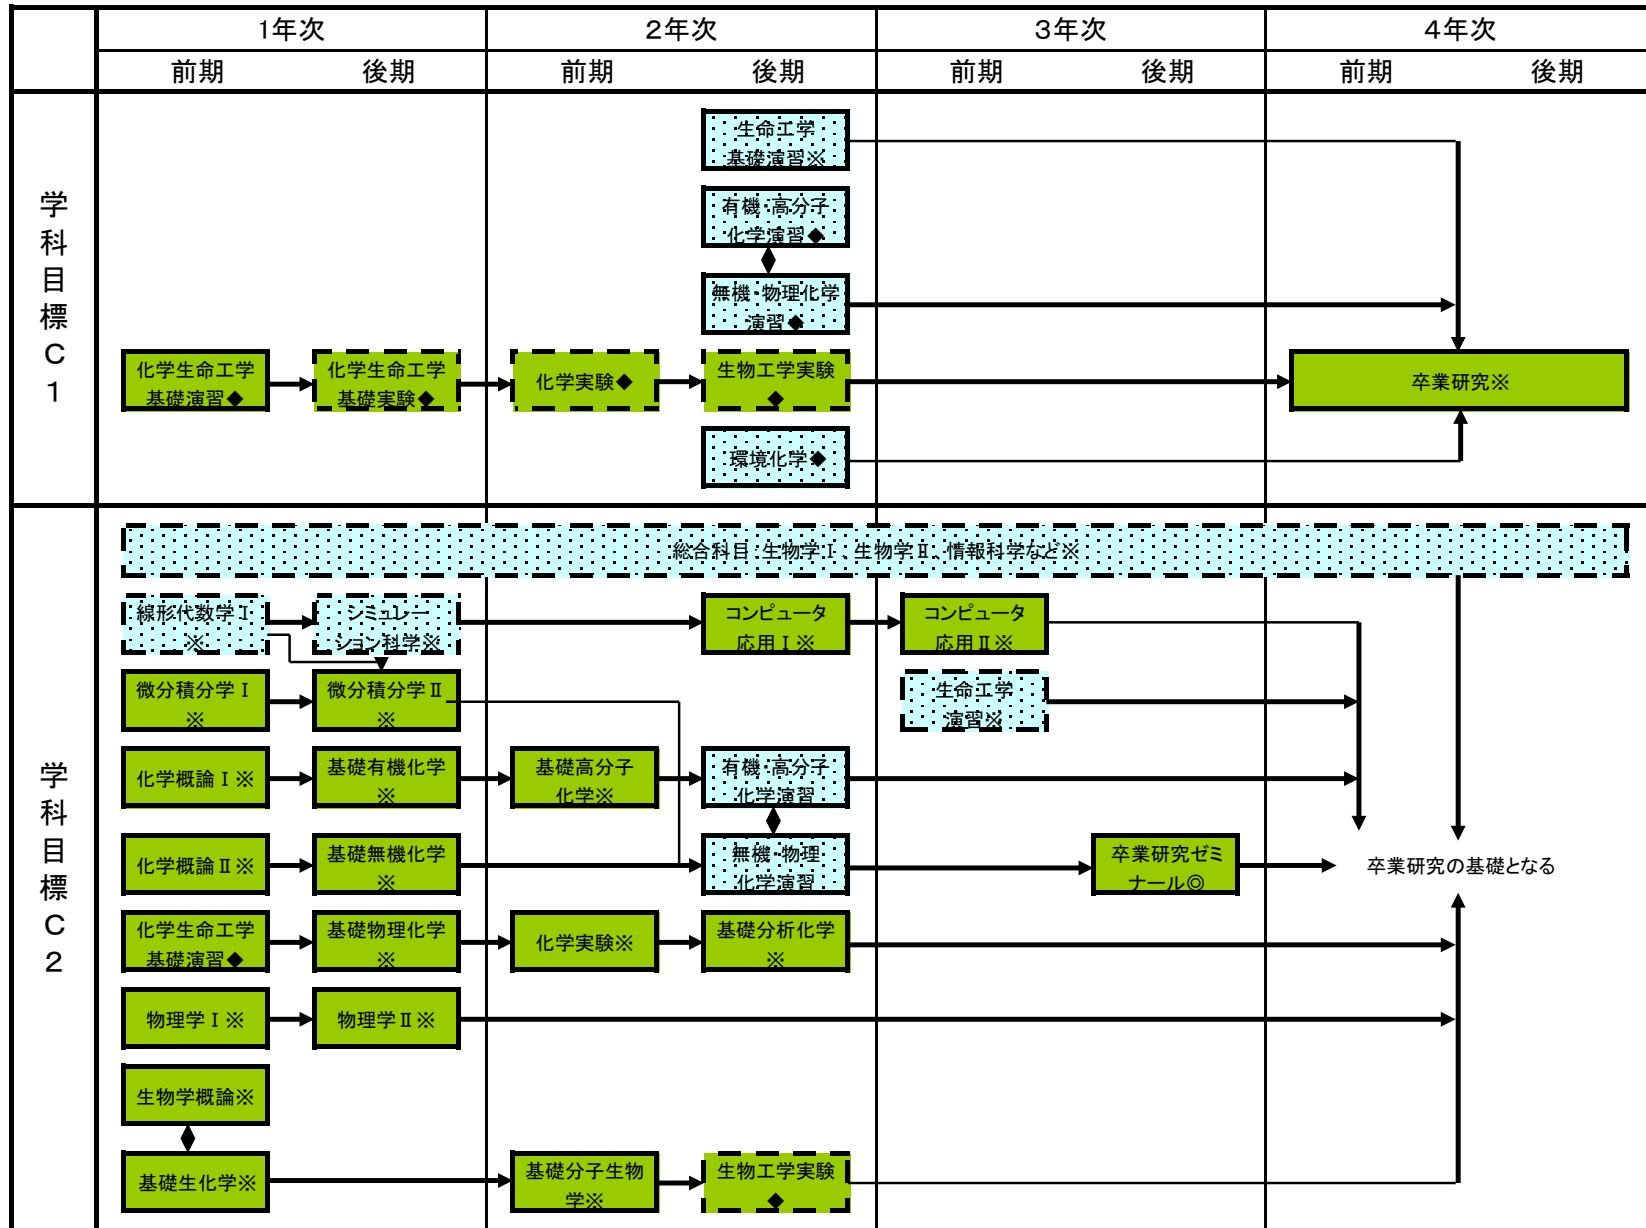 1年次
2年次
3年次
4年次
前期
後期
前期
後期
前期
後期
前期
後期
学科目標C1
生命工学
基礎演習※
有機・高分子
化学演習◆
無機・物理化学
演習◆
化学生命工学
基礎演習◆
化学生命工学
基礎実験◆
化学実験◆
生物工学実験
◆
卒業研究※
環境化学◆
学科目標C2
総合科目:生物学Ⅰ、生物学Ⅱ、情報科学など※
線形代数学Ⅰ
※
シミュレー
ション科学※
コンピュータ
応用Ⅰ※
コンピュータ
応用Ⅱ※
微分積分学Ⅰ
※
微分積分学Ⅱ
※
生命工学
演習※
化学概論Ⅰ※
基礎有機化学
※
基礎高分子
化学※
有機・高分子
化学演習
化学概論Ⅱ※
基礎無機化学
※
無機・物理
化学演習
卒業研究ゼミ
ナール◎
卒業研究の基礎となる
化学生命工学
基礎演習◆
基礎物理化学
※
化学実験※
基礎分析化学
※
物理学Ⅰ※
物理学Ⅱ※
生物学概論※
基礎生化学※
基礎分子生物
学※
生物工学実験
◆